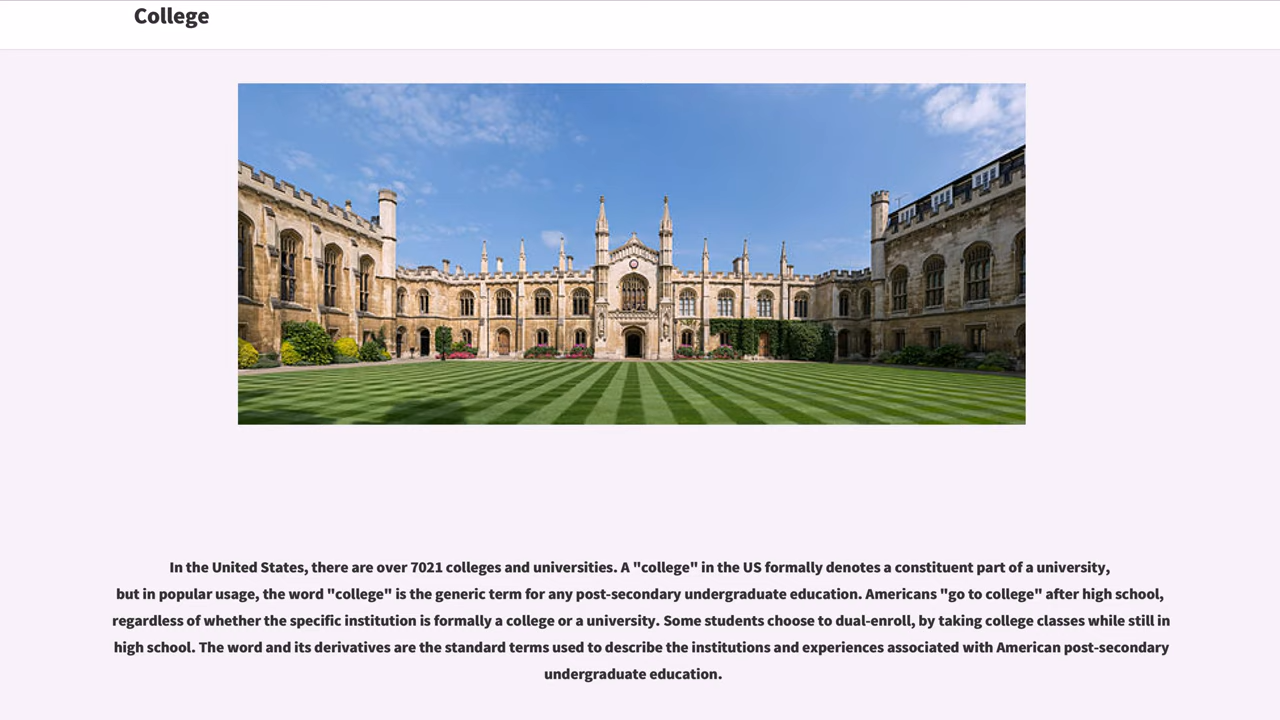 College
In the United States, there are over 7021 colleges and universities. A "college" in the US formally denotes a constituent part of a university,
but in popular usage, the word "college" is the generic term for any post-secondary undergraduate education. Americans "go to college" after high school,
regardless of whether the specific institution is formally a college or a university. Some students choose to dual-enroll, by taking college classes while still in
high school. The word and its derivatives are the standard terms used to describe the institutions and experiences associated with American post-secondary
undergraduate education.